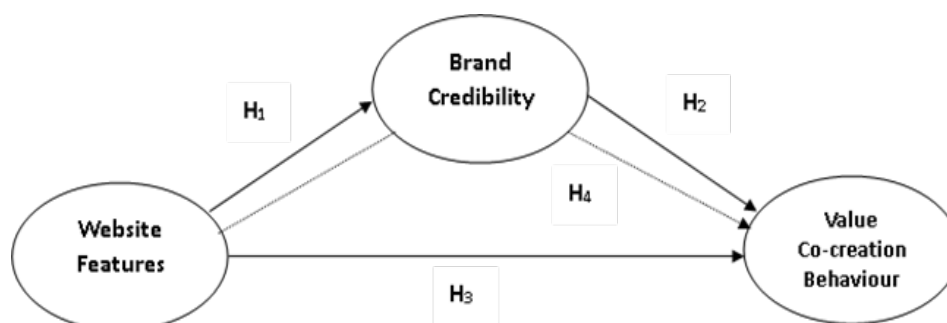 Brand
Credibility
H₁
H₂
H₄
Website
Features
Value
Co-creation
Behaviour
H₃